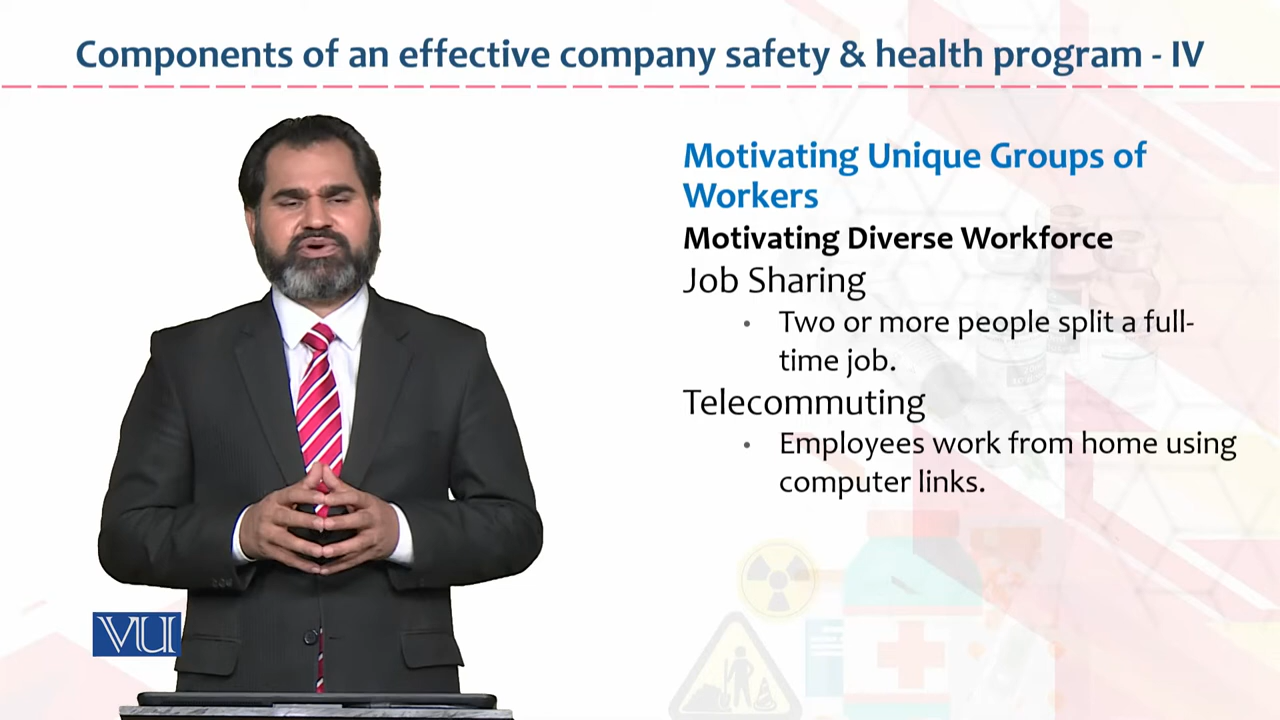 Components of an effective company safety & health program - IV
Motivating Unique Groups of
Workers
Motivating Diverse Workforce
Job Sharing
• Two or more people split a full-
time job.
Telecommuting
• Employees work from home using
computer links.
VU